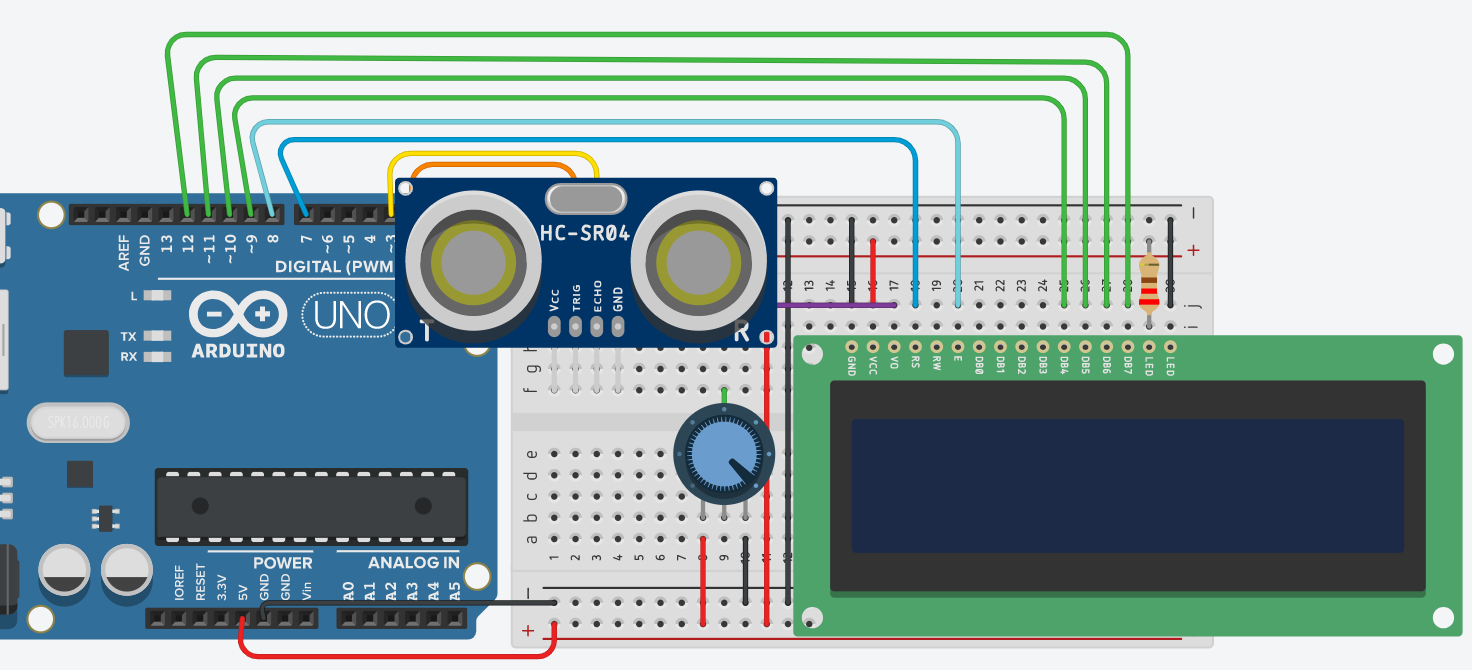 AREF
GND
13
12
~11
~10
~9
8
7
~6
~5
4
~3
DIGITAL (PWM
L
TX
RX
UNO
ARDUINO
SPK16.000G
IOREF
RESET
3.3V
5V
GND
GND
Vin
POWER
ANALOG IN
A0
A1
A2
A3
A4
A5
HC-SR04
VCC
TRIG
ECHO
GND
T
R
13
14
15
16
17
18
19
20
21
22
23
24
25
26
27
28
30
−
+
j
i
h
g
f
e
d
c
b
a
1
2
3
4
5
6
7
8
9
10
11
12
−
+
GND
VCC
V0
RS
RW
E
DB0
DB1
DB2
DB3
DB4
DB5
DB6
DB7
LED
LED